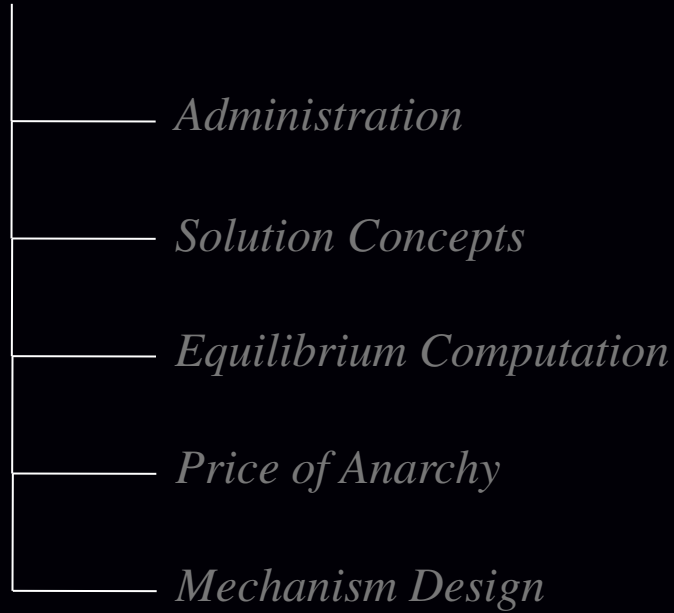 Administration
Solution Concepts
Equilibrium Computation
Price of Anarchy
Mechanism Design